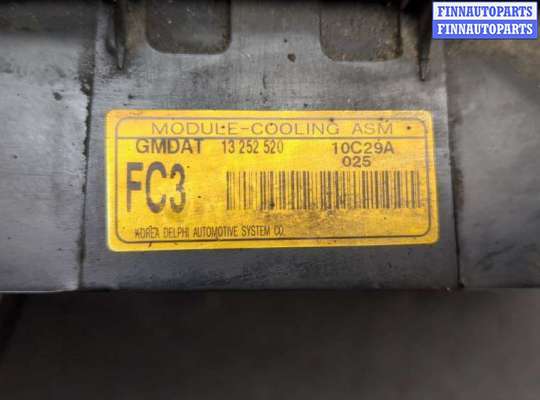 FINNAUTOPARTS
FINNAUTOPARTS
MODULE-COOLING ASM
GMDAT 13 252 520 10C29A
025
FC3
KOREA DELPHI AUTOMOTIVE SYSTEM CO